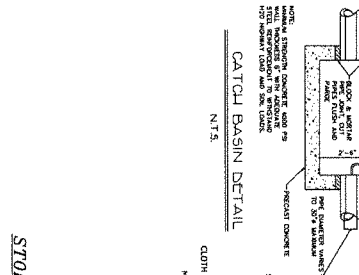 BLOCK & MORTAR
PIPE JOINT, CUT
PIPES FLUSH AND
PARGE
2'-6"
PIPE DIAMETER VARIES
TO 30"ø MAXIMUM
PRECAST CONCRETE
NOTE:
MINIMUM STRENGTH CONCRETE 4000 PSI
WALL THICKNESS 6" WITH ADEQUATE
STEEL REINFORCEMENT TO WITHSTAND
H20 HIGHWAY LOAD AND SOIL LOADS.
CATCH BASIN DETAIL
N.T.S.
CLOTH
STO